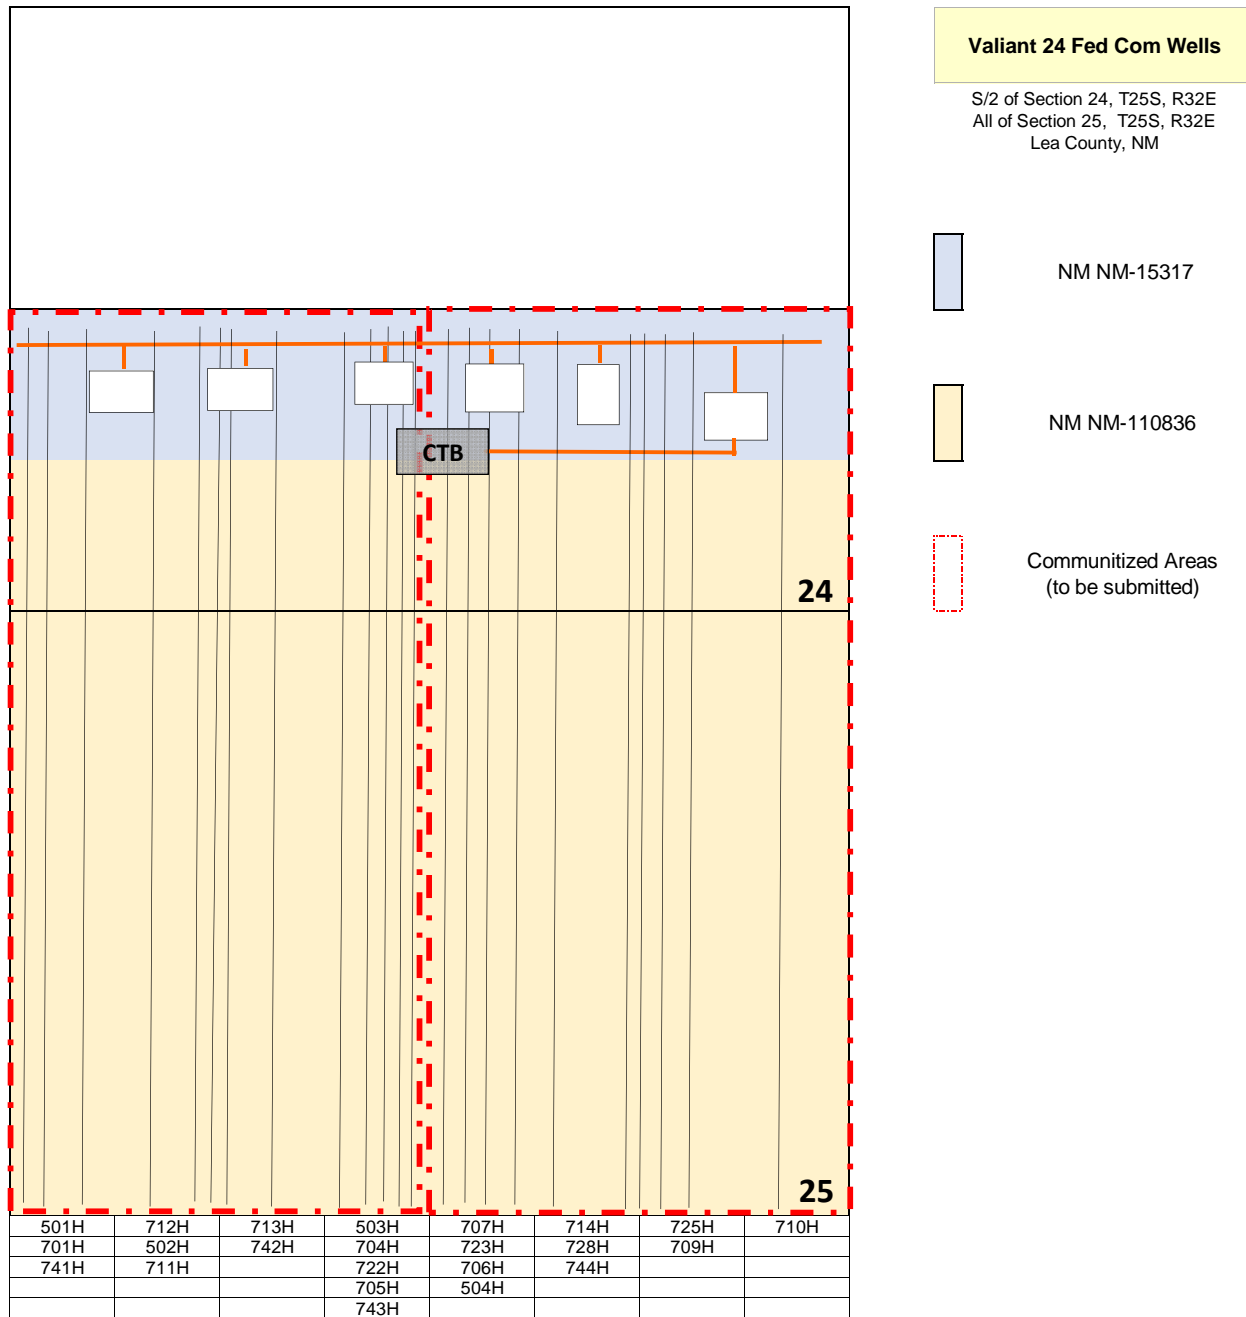 Valiant 24 Fed Com Wells
S/2 of Section 24, T25S, R32E
All of Section 25, T25S, R32E
Lea County, NM
NM NM-15317
NM NM-110836
Communitized Areas
(to be submitted)
CTB
24
25
501H 712H 713H 503H 707H 714H 725H 710H
701H 502H 742H 704H 723H 728H 709H
741H 711H 722H 706H 744H
705H 504H
743H